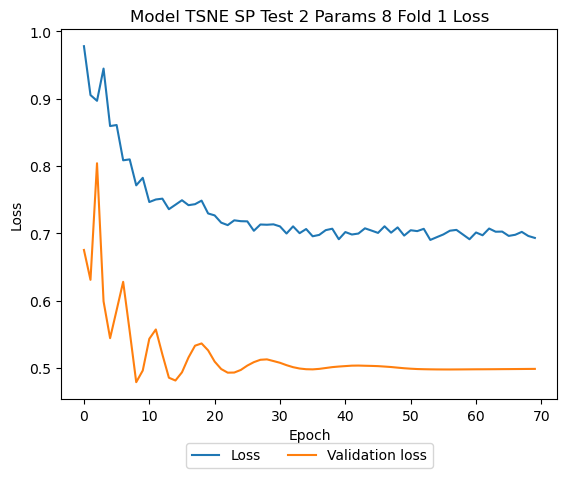 Model TSNE SP Test 2 Params 8 Fold 1 Loss
1.0
0.9
0.8
0.7
0.6
0.5
Loss
0 10 20 30 40 50 60 70
Epoch
Loss Validation loss